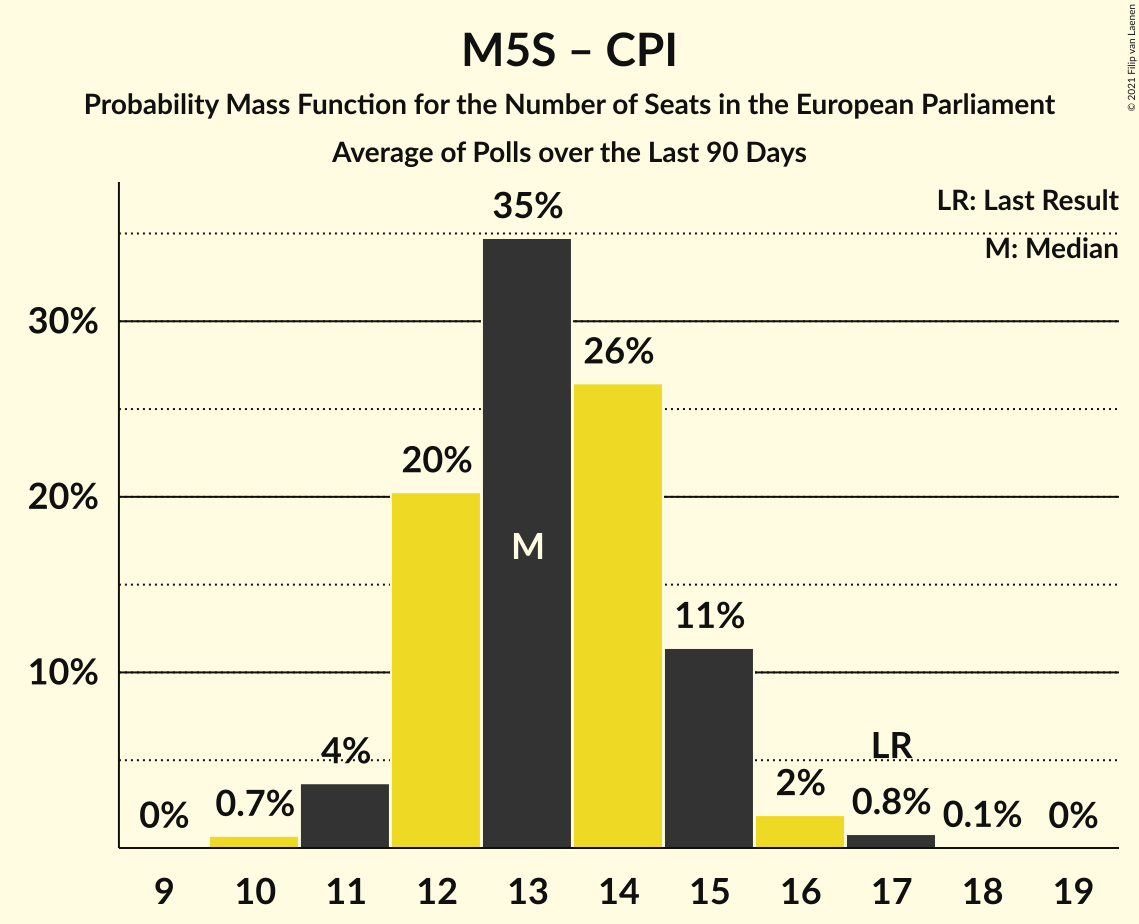 M5S – CPI
Probability Mass Function for the Number of Seats in the European Parliament
Average of Polls over the Last 90 Days
© 2021 Filip van Laenen
LR: Last Result
M: Median
35%
30%
26%
20%
20%
M
11%
10%
4%
LR
2%
0%
0.7%
0.8%
0.1%
0%
9 10 11 12 13 14 15 16 17 18 19